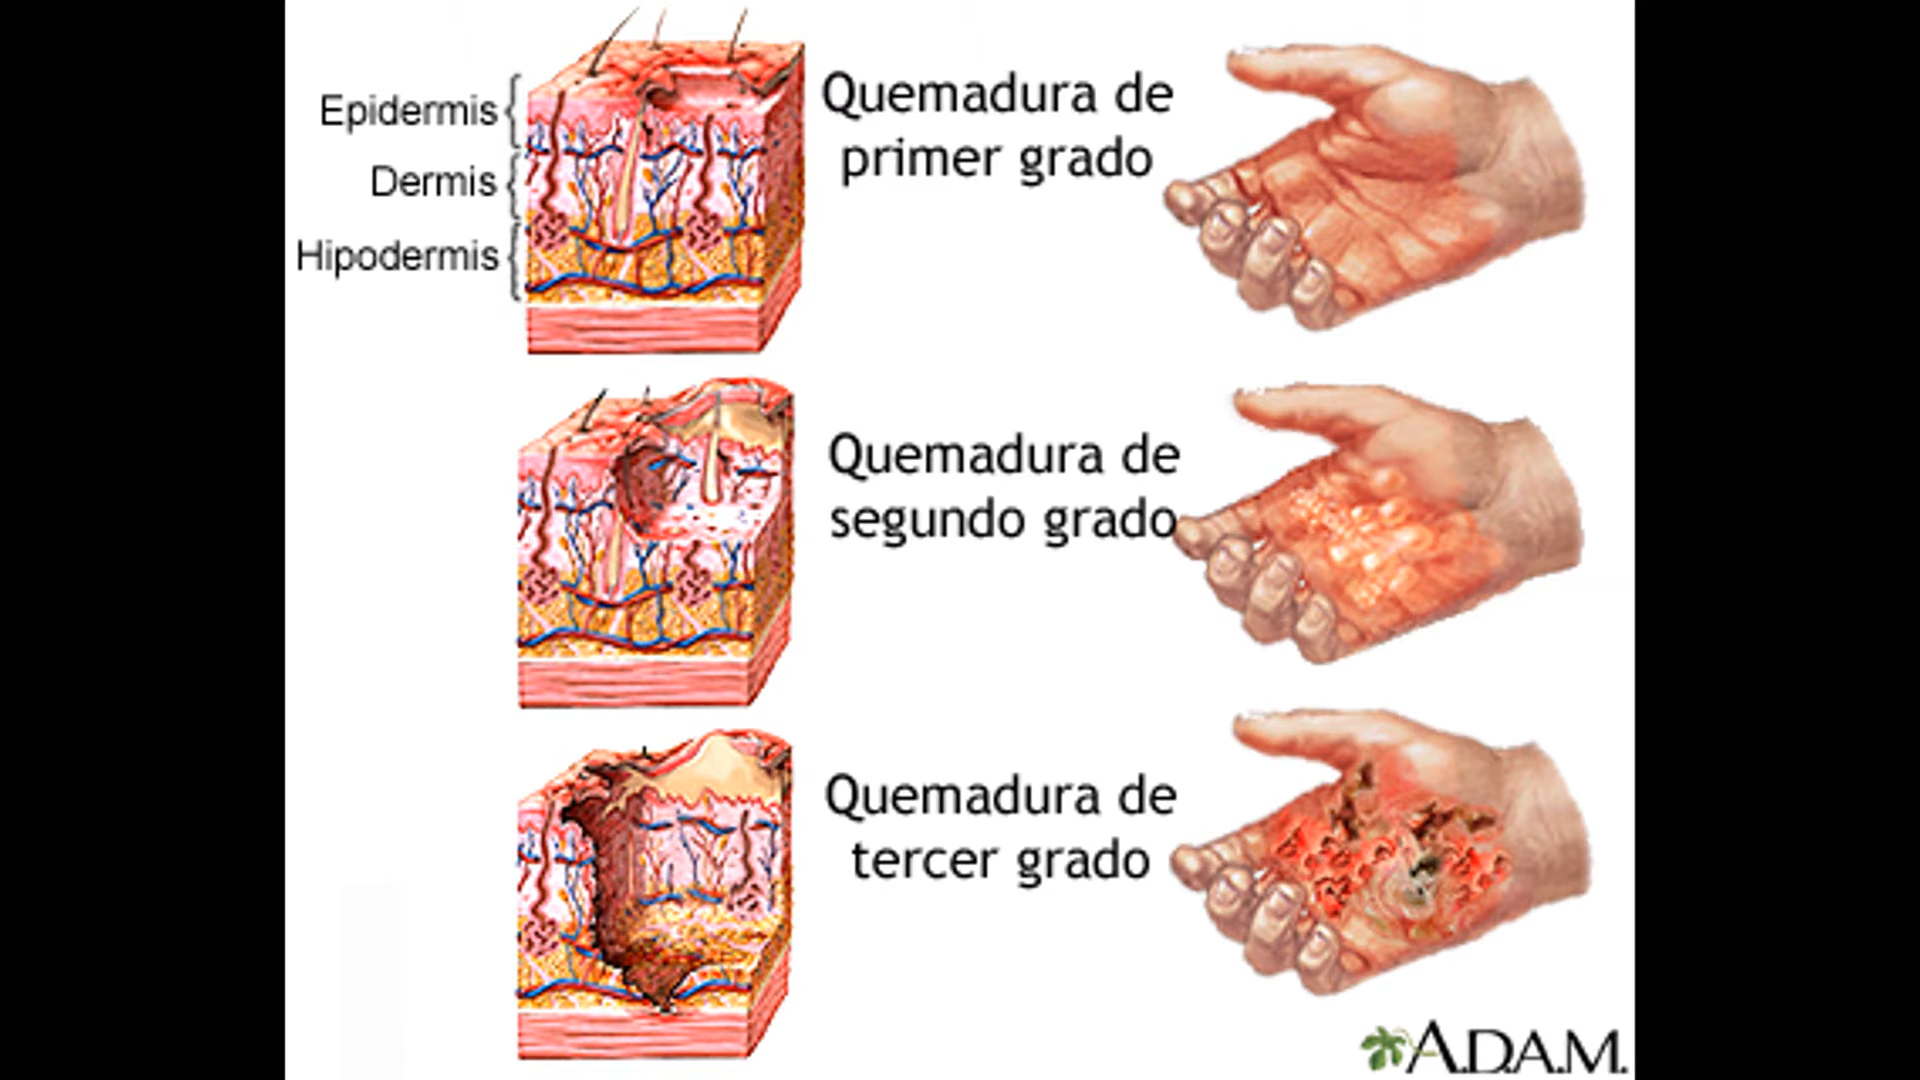 Epidermis
Dermis
Hipodermis
Quemadura de
primer grado
Quemadura de
segundo grado
Quemadura de
tercer grado
A.D.A.M.